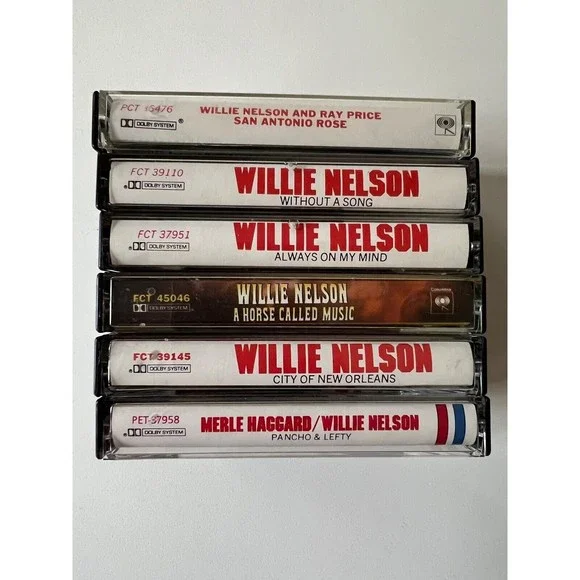 PCT 45476
DOLBY SYSTEM ®
WILLIE NELSON AND RAY PRICE
SAN ANTONIO ROSE
FCT 39110
DOLBY SYSTEM
WILLIE NELSON
WITHOUT A SONG
FCT 37951
DOLBY SYSTEM
WILLIE NELSON
ALWAYS ON MY MIND
FCT 45046
DOLBY SYSTEM
WILLIE NELSON
A HORSE CALLED MUSIC
Columbia
FCT 39145
DOLBY SYSTEM
WILLIE NELSON
CITY OF NEW ORLEANS
PET 37958
DOLBY SYSTEM
MERLE HAGGARD/WILLIE NELSON
PANCHO & LEFTY